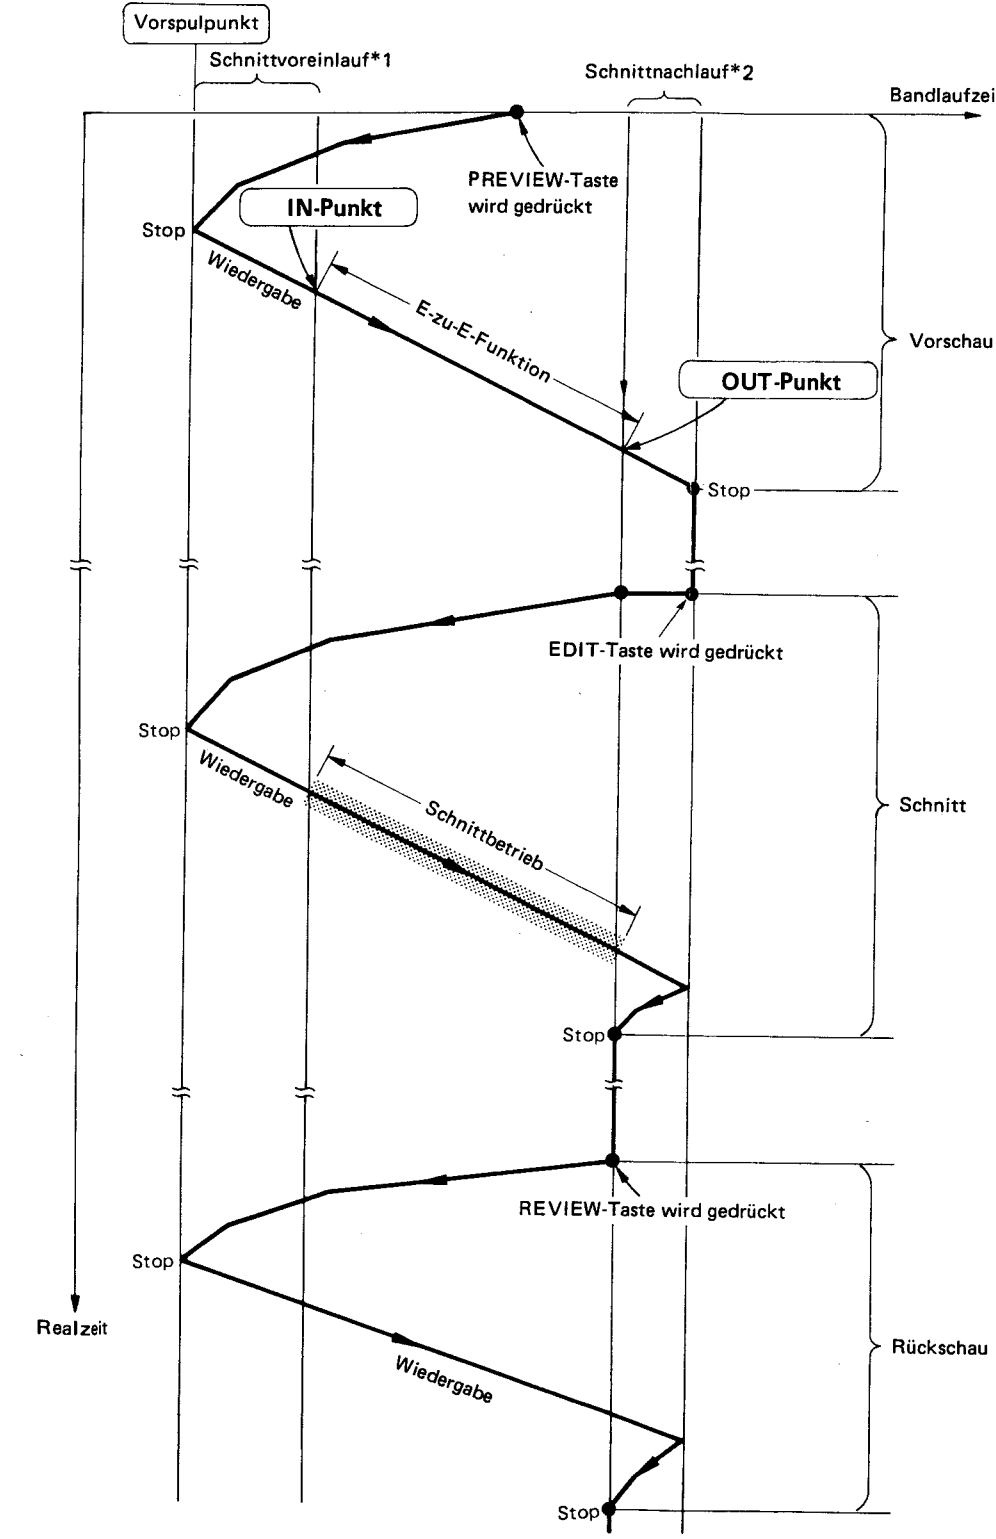 Vorspulpunkt
Schnittvoreinlauf*1
Schnittnachlauf*2
Bandlaufzei
PREVIEW-Taste
wird gedrückt
IN-Punkt
Stop
Wiedergabe
E-zu-E-Funktion
Vorschau
OUT-Punkt
Stop
EDIT-Taste wird gedrückt
Stop
Wiedergabe
Schnittbetrieb
Schnitt
Stop
REVIEW-Taste wird gedrückt
Stop
Realzeit
Wiedergabe
Rückschau
Stop